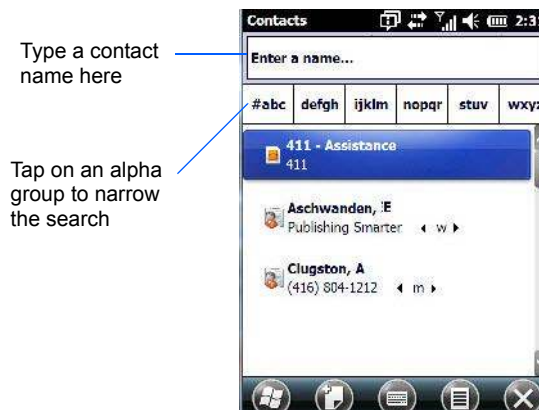 Contacts 2:3
Type a contact
name here
Enter a name...
#abc defgh ijklm nopqr stuv wxyz
Tap on an alpha
group to narrow
the search
411 - Assistance
411
Aschwanden, E
Publishing Smarter w
Clugston, A
(416) 804-1212 m